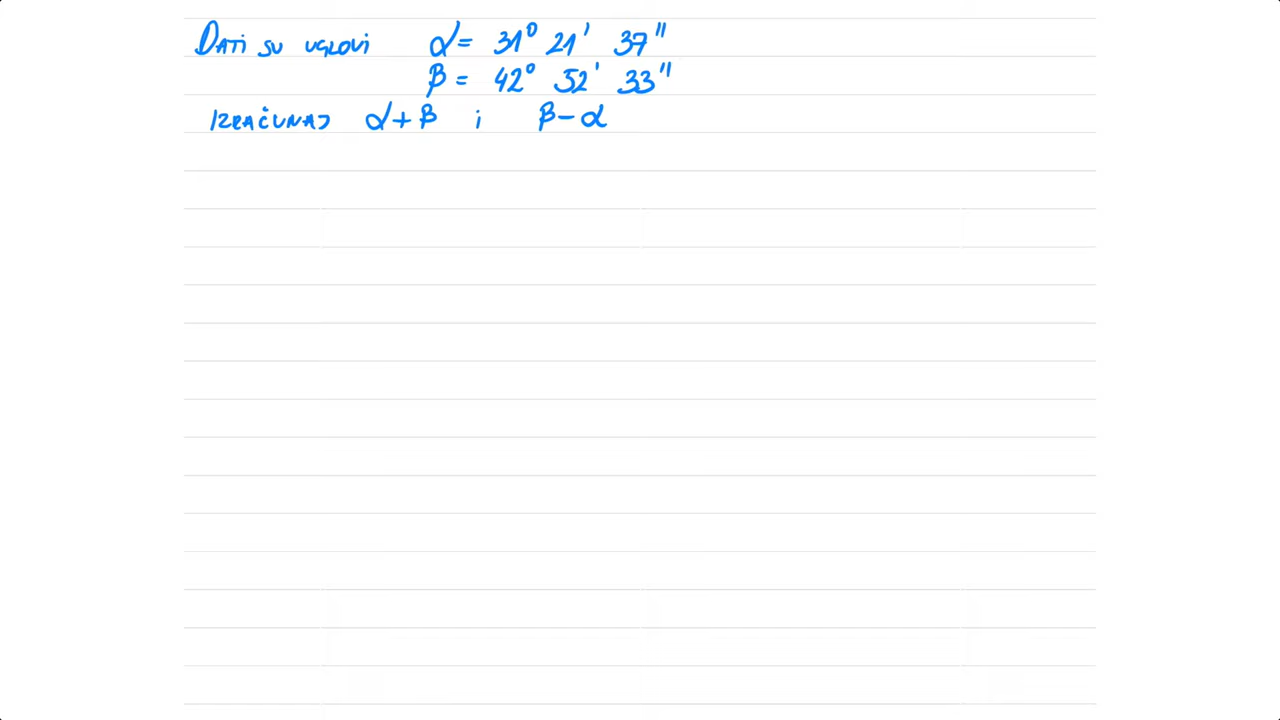 DATI SU UGLOVI α = 31° 21' 37"
β = 42° 52' 33"
IZRAČUNAJ α + β i β - α